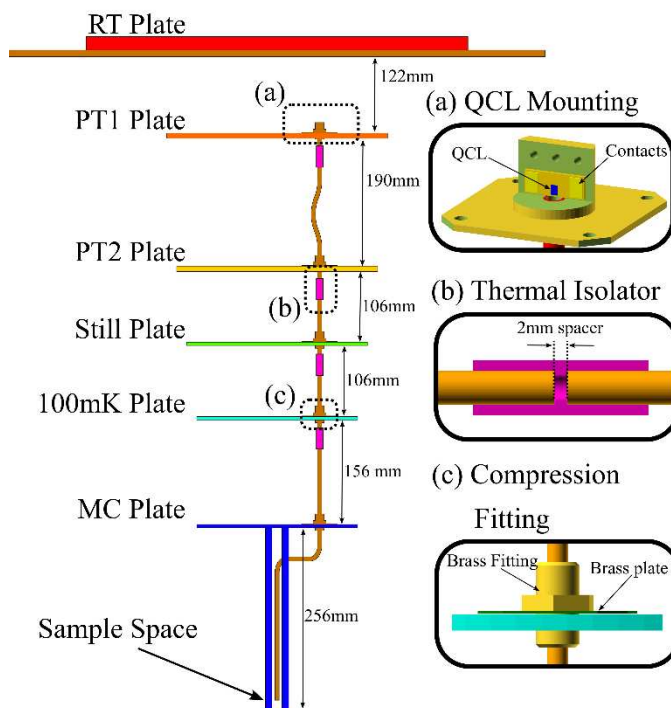 RT Plate
122mm
(a)
PT1 Plate
190mm
PT2 Plate
(b)
106mm
Still Plate
106mm
100mK Plate
(c)
156 mm
MC Plate
256mm
Sample Space
(a) QCL Mounting
QCL
Contacts
(b) Thermal Isolator
2mm spacer
(c) Compression
Fitting
Brass Fitting
Brass plate